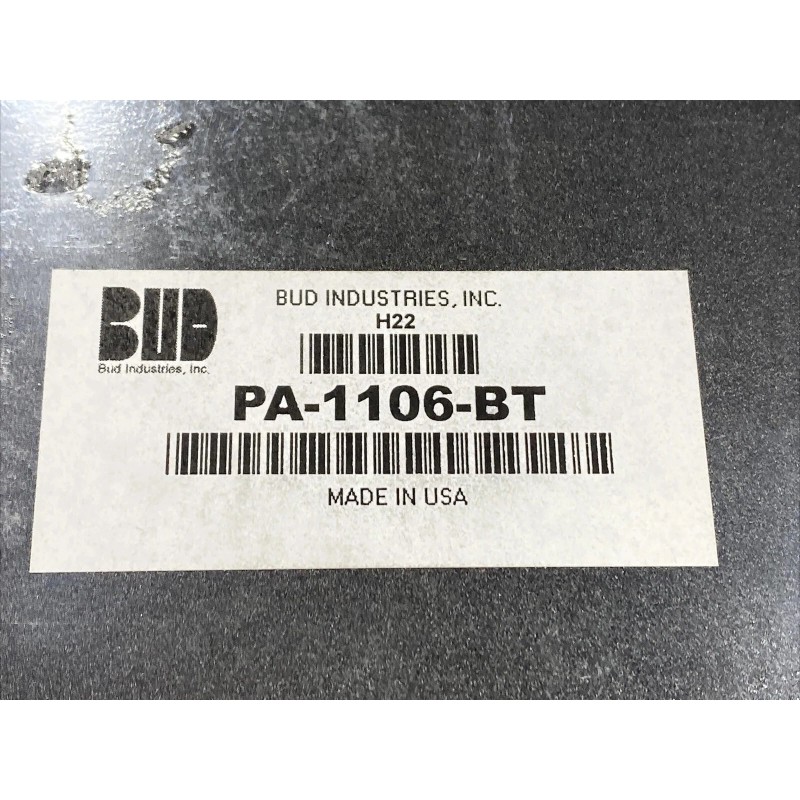 BUD
Bud Industries, Inc.
BUD INDUSTRIES, INC.
H22
PA-1106-BT
MADE IN USA